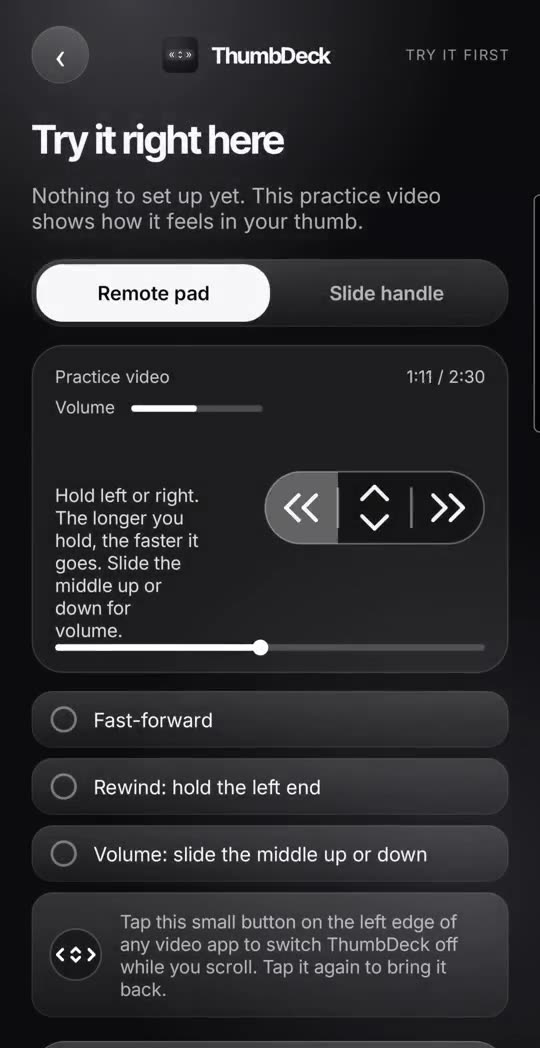 ThumbDeck
TRY IT FIRST
Try it right here
Nothing to set up yet. This practice video
shows how it feels in your thumb.
Remote pad
Slide handle
Practice video
1:11 / 2:30
Volume
Hold left or right.
The longer you
hold, the faster it
goes. Slide the
middle up or
down for
volume.
Fast-forward
Rewind: hold the left end
Volume: slide the middle up or down
Tap this small button on the left edge of
any video app to switch ThumbDeck off
while you scroll. Tap it again to bring it
back.